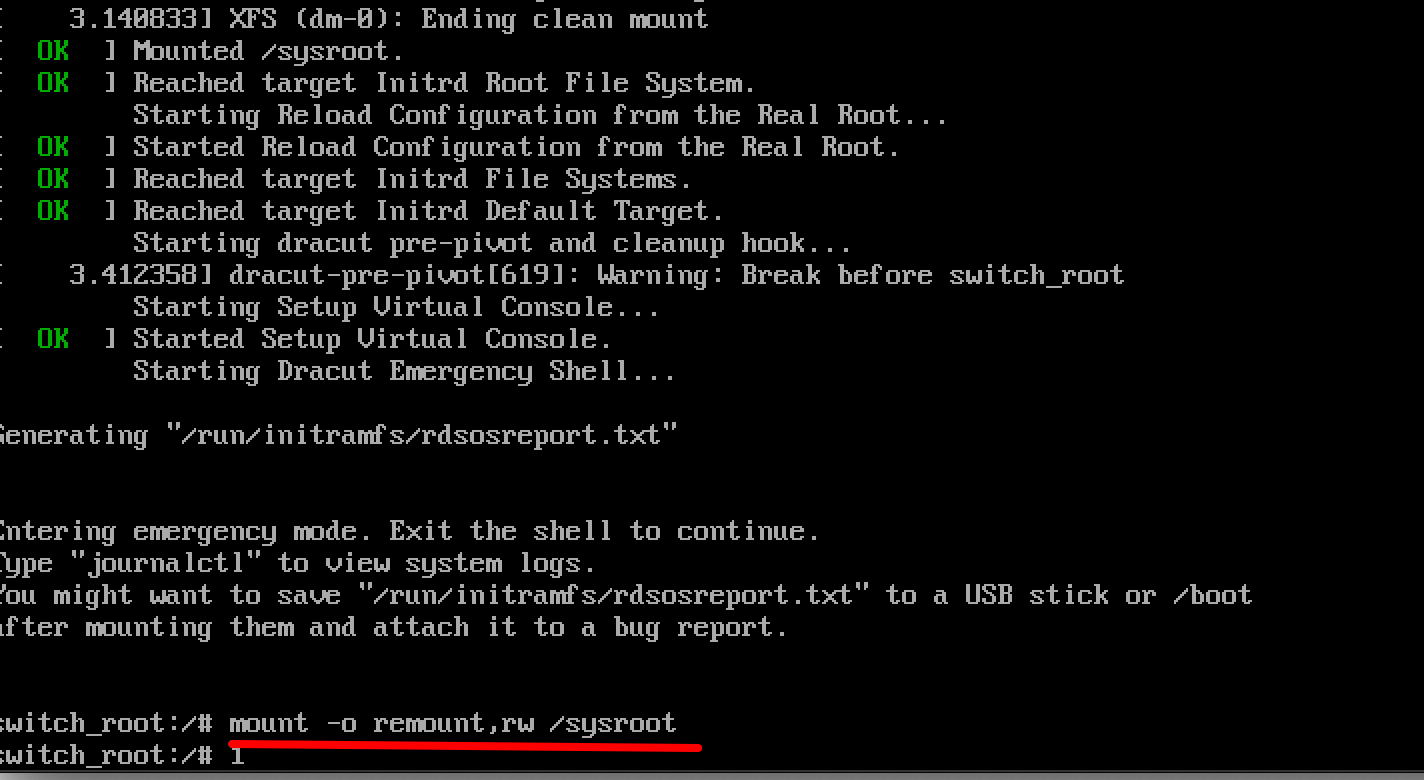 [    3.140833] XFS (dm-0): Ending clean mount
[  OK  ] Mounted /sysroot.
[  OK  ] Reached target Initrd Root File System.
Starting Reload Configuration from the Real Root...
[  OK  ] Started Reload Configuration from the Real Root.
[  OK  ] Reached target Initrd File Systems.
[  OK  ] Reached target Initrd Default Target.
Starting dracut pre-pivot and cleanup hook...
[    3.412358] dracut-pre-pivot[619]: Warning: Break before switch_root
Starting Setup Virtual Console...
[  OK  ] Started Setup Virtual Console.
Starting Dracut Emergency Shell...
Generating "/run/initramfs/rdsosreport.txt"
Entering emergency mode. Exit the shell to continue.
Type "journalctl" to view system logs.
You might want to save "/run/initramfs/rdsosreport.txt" to a USB stick or /boot
after mounting them and attach it to a bug report.
switch_root:/# mount -o remount,rw /sysroot
switch_root:/# l